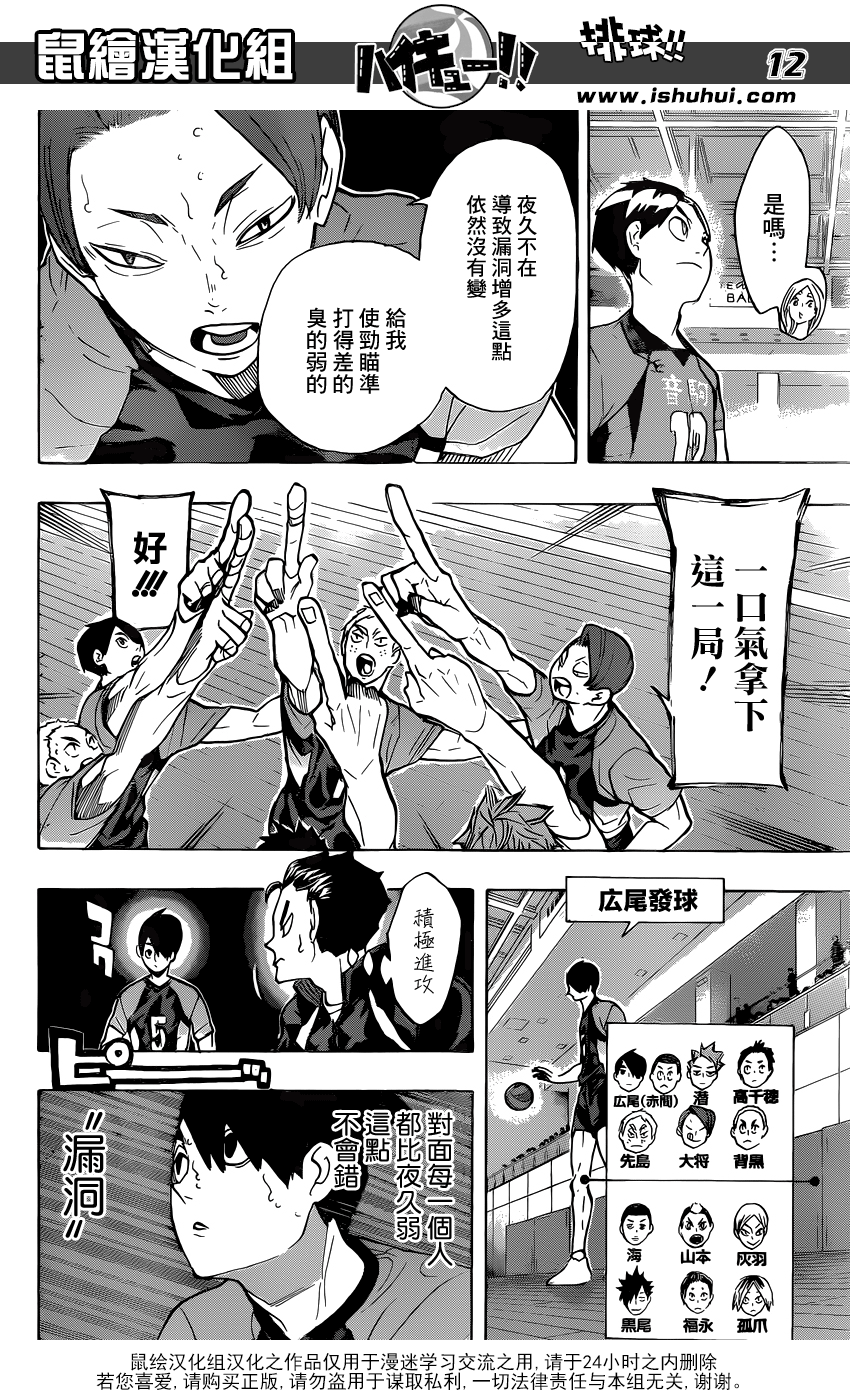 鼠繪漢化組
ハイキュー!!
排球!!
12
www.ishuhui.com
是嗎…
音駒
夜久不在
導致漏洞增多這點
依然沒有變
給我
使勁瞄準
打得差的
臭的弱的
一口氣拿下
這一局！
好!!!
積極進攻
ココ
5
ピ
広尾發球
広尾(赤間)
潜
高千穂
先島
大将
背黒
海
山本
灰羽
黒尾
福永
孤爪
對面每一個人
都比夜久弱
這點
不會錯
“漏洞”
鼠绘汉化组汉化之作品仅用于漫迷学习交流之用,请于24小时之内删除
若您喜爱,请购买正版,请勿盗用于谋取私利,一切法律责任与本组无关,谢谢。